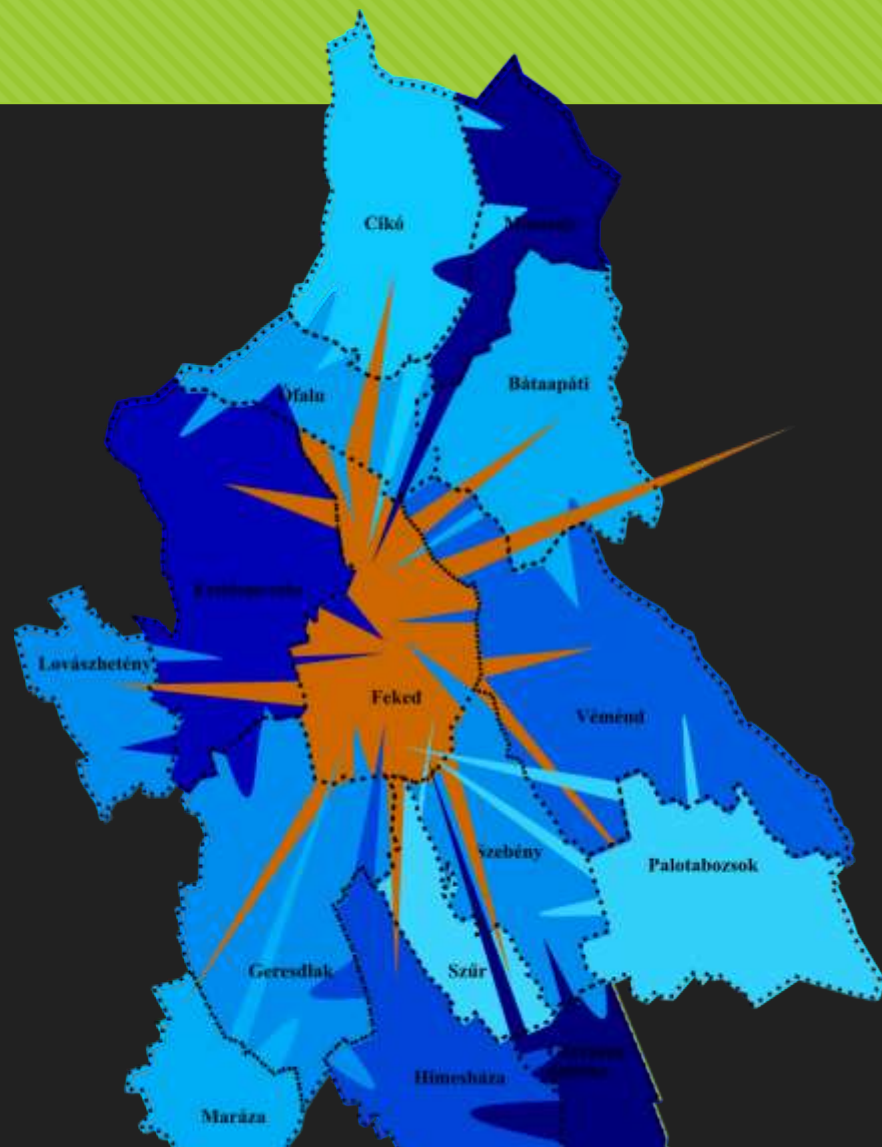 Cikó
Bátaapáti
Ófalu
Lovászhetény
Feked
Véménd
Szebény
Palotabozsok
Geresdlak
Szűr
Himesháza
Maráza